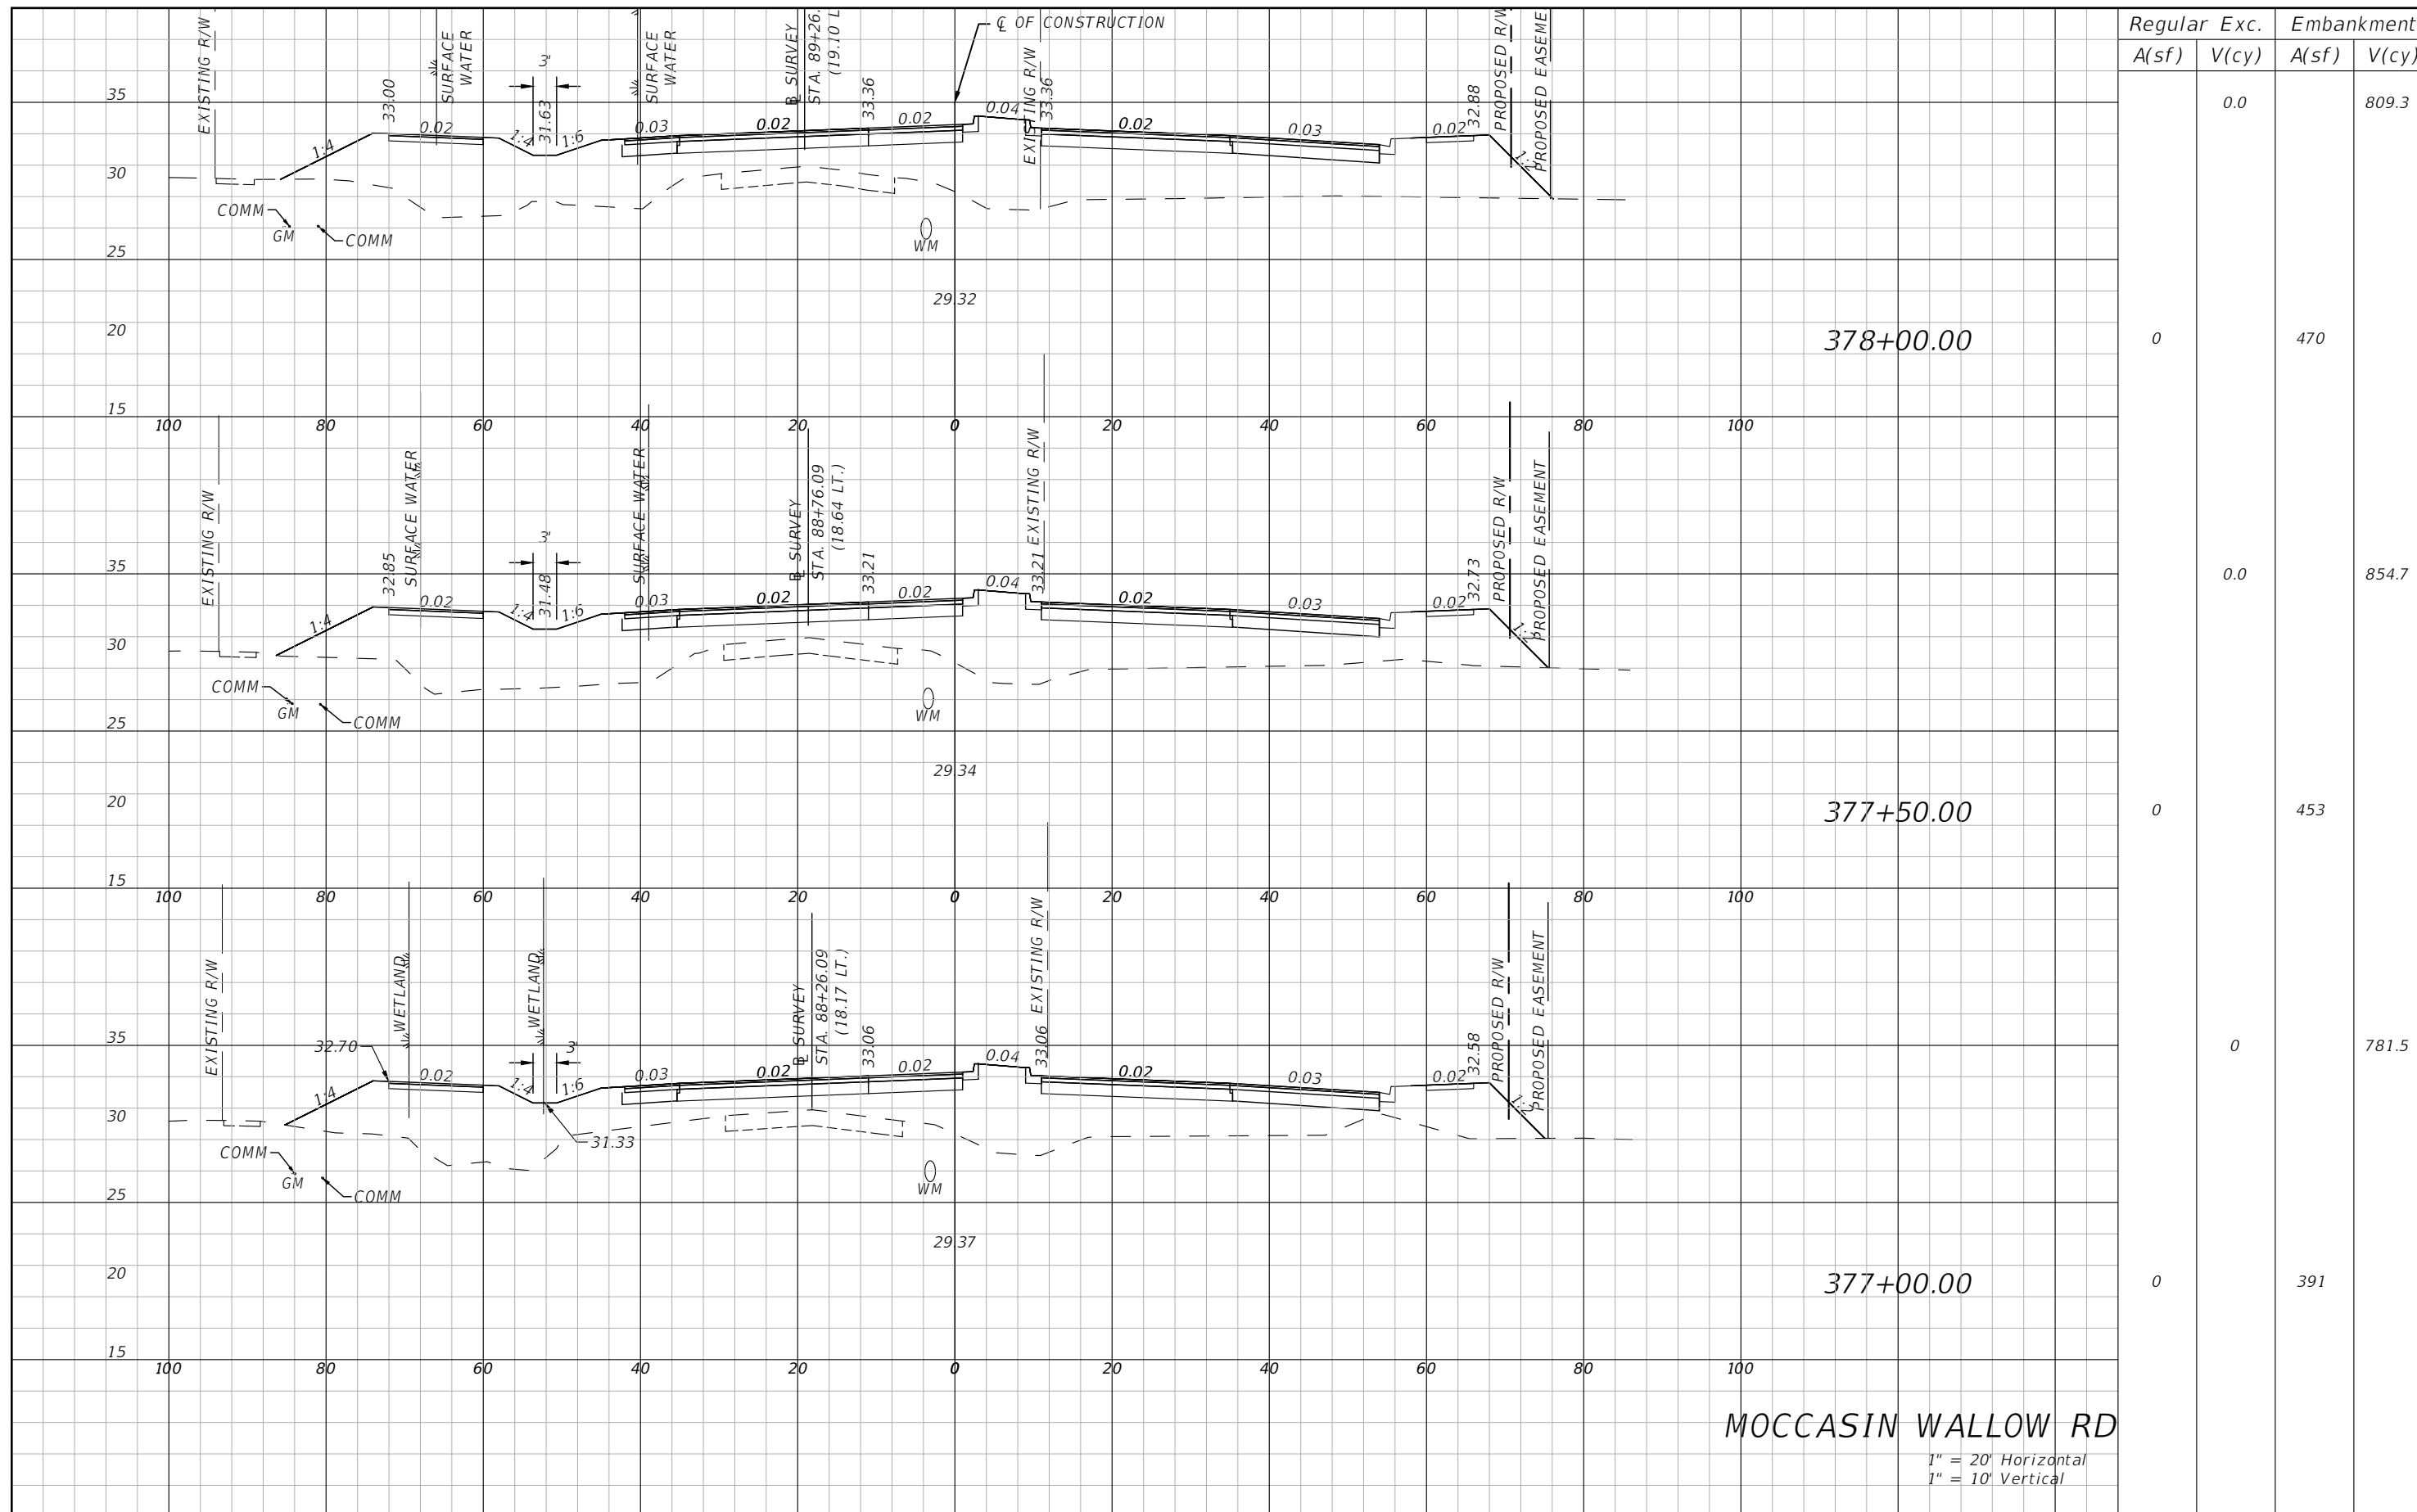 Regular Exc. Embankment
A(sf) V(cy) A(sf) V(cy)
℄ OF CONSTRUCTION
EXISTING R/W
SURFACE
WATER
SURFACE
WATER
B SURVEY
STA. 89+26.
(19.10 L
EXISTING R/W
PROPOSED R/W
PROPOSED EASEME
3'
33.00
31.63
33.36
33.36
32.88
35 0.0 809.3
1:4 0.02 1:4 1:6 0.03 0.02 0.02 0.04 0.02 0.03 0.02 1:2
30
COMM
GM
COMM
WM
25
29.32
20
378+00.00 0 470
15
100 80 60 40 20 0 20 40 60 80 100
EXISTING R/W
SURFACE WATER
SURFACE WATER
B SURVEY
STA. 88+76.09
(18.64 LT.)
EXISTING R/W
PROPOSED R/W
PROPOSED EASEMENT
3'
32.85
31.48
33.21
33.21
32.73
35 0.0 854.7
1:4 0.02 1:4 1:6 0.03 0.02 0.02 0.04 0.02 0.03 0.02 1:2
30
COMM
GM
COMM
WM
25
29.34
20
377+50.00 0 453
15
100 80 60 40 20 0 20 40 60 80 100
EXISTING R/W
WETLAND
WETLAND
B SURVEY
STA. 88+26.09
(18.17 LT.)
EXISTING R/W
PROPOSED R/W
PROPOSED EASEMENT
3'
32.70
33.06
33.06
32.58
35 0 781.5
1:4 0.02 1:4 1:6 0.03 0.02 0.02 0.04 0.02 0.03 0.02 1:2
30
31.33
COMM
GM
COMM
WM
25
29.37
20
377+00.00 0 391
15
100 80 60 40 20 0 20 40 60 80 100
MOCCASIN WALLOW RD
1" = 20' Horizontal
1" = 10' Vertical